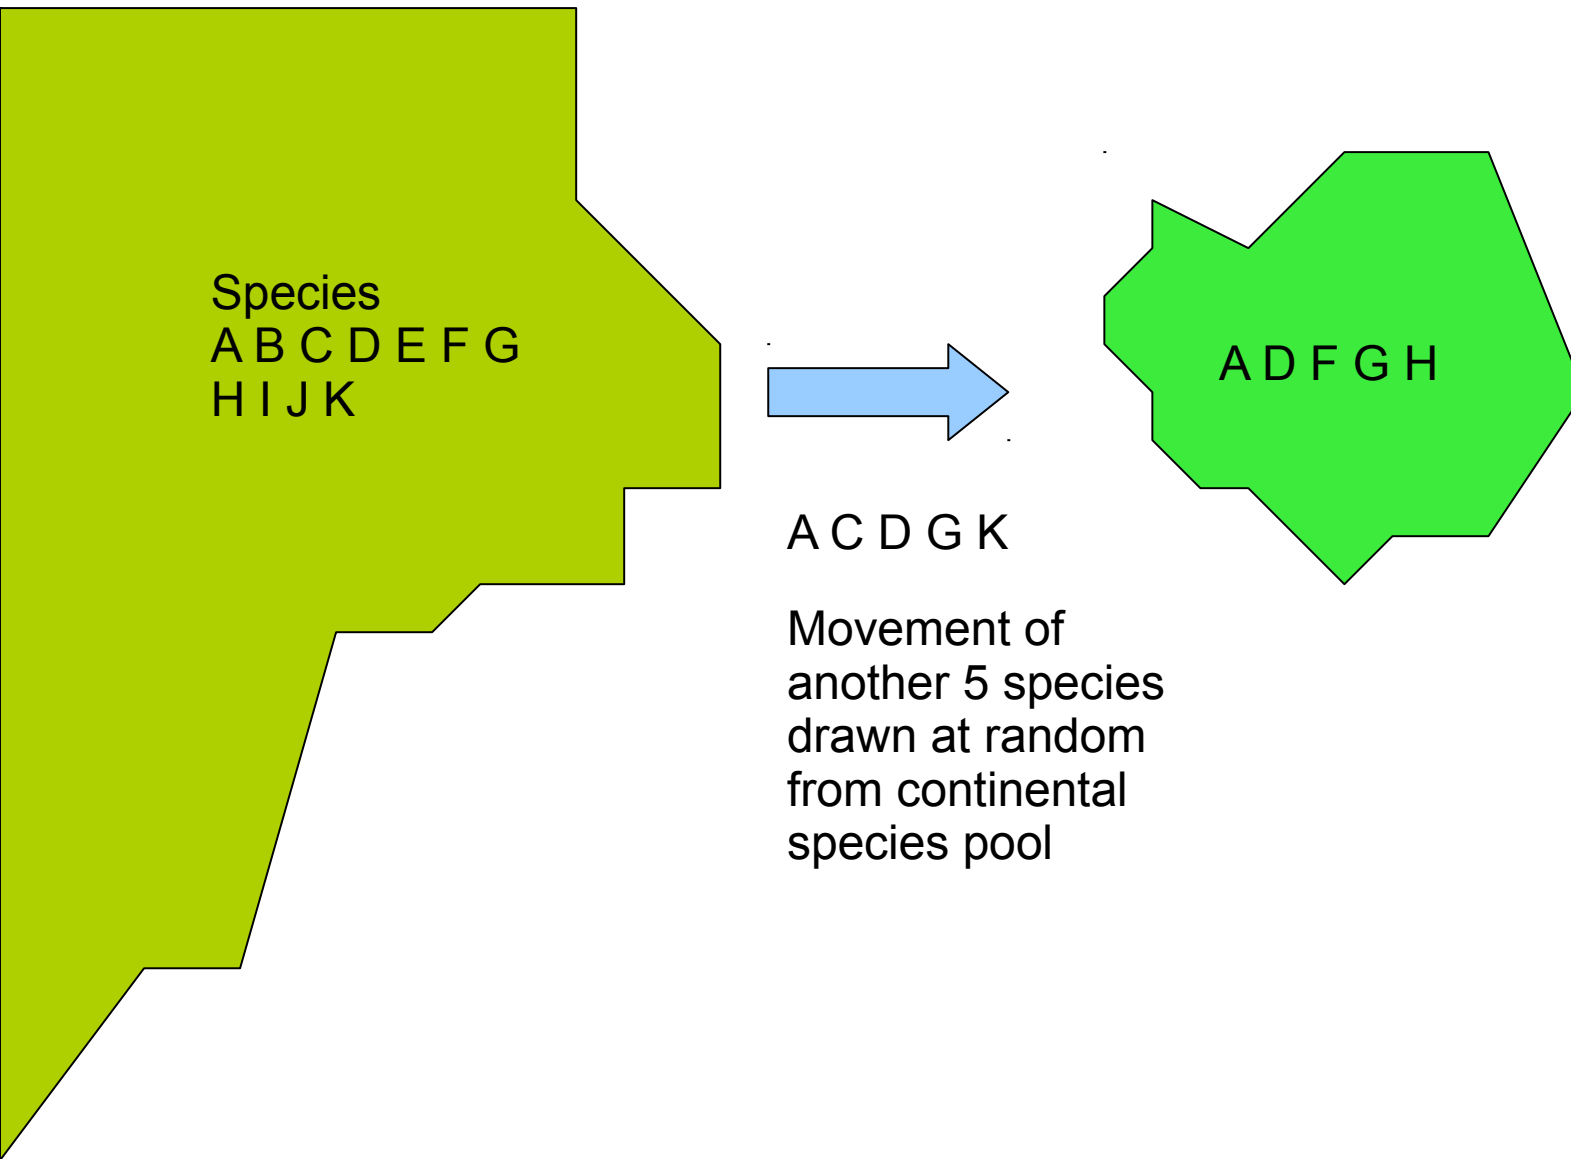 Species
A B C D E F G
H I J K
A D F G H
A C D G K
Movement of
another 5 species
drawn at random
from continental
species pool